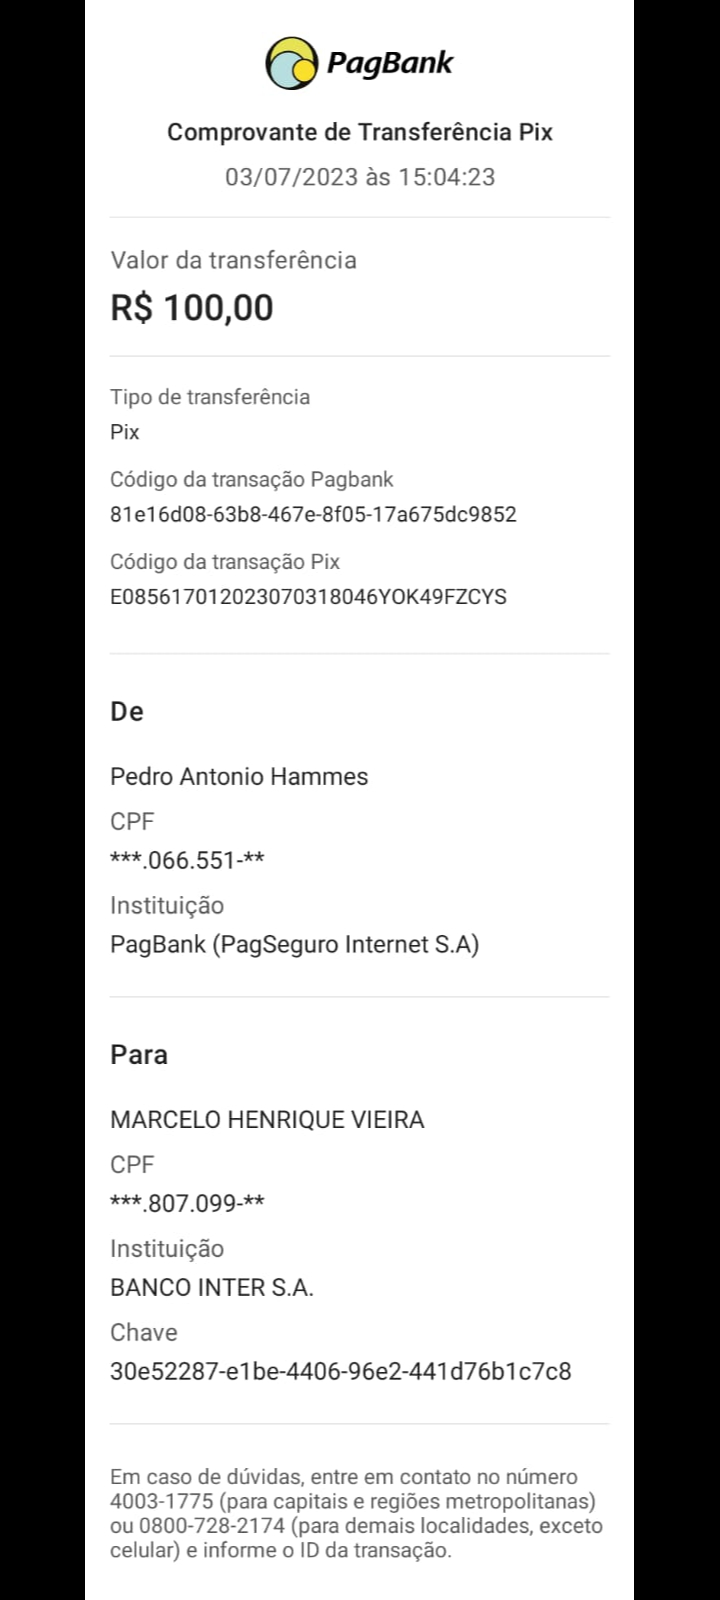 PagBank
Comprovante de Transferência Pix
03/07/2023 às 15:04:23
Valor da transferência
R$ 100,00
Tipo de transferência
Pix
Código da transação Pagbank
81e16d08-63b8-467e-8f05-17a675dc9852
Código da transação Pix
E085617012023070318046YOK49FZCYS
De
Pedro Antonio Hammes
CPF
***.066.551-**
Instituição
PagBank (PagSeguro Internet S.A)
Para
MARCELO HENRIQUE VIEIRA
CPF
***.807.099-**
Instituição
BANCO INTER S.A.
Chave
30e52287-e1be-4406-96e2-441d76b1c7c8
Em caso de dúvidas, entre em contato no número
4003-1775 (para capitais e regiões metropolitanas)
ou 0800-728-2174 (para demais localidades, exceto
celular) e informe o ID da transação.